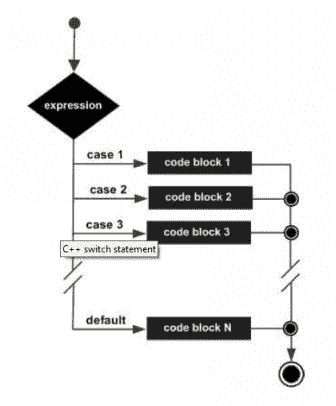 expression
case 1
code block 1
case 2
code block 2
case 3
code block 3
C++ switch statement
default
code block N